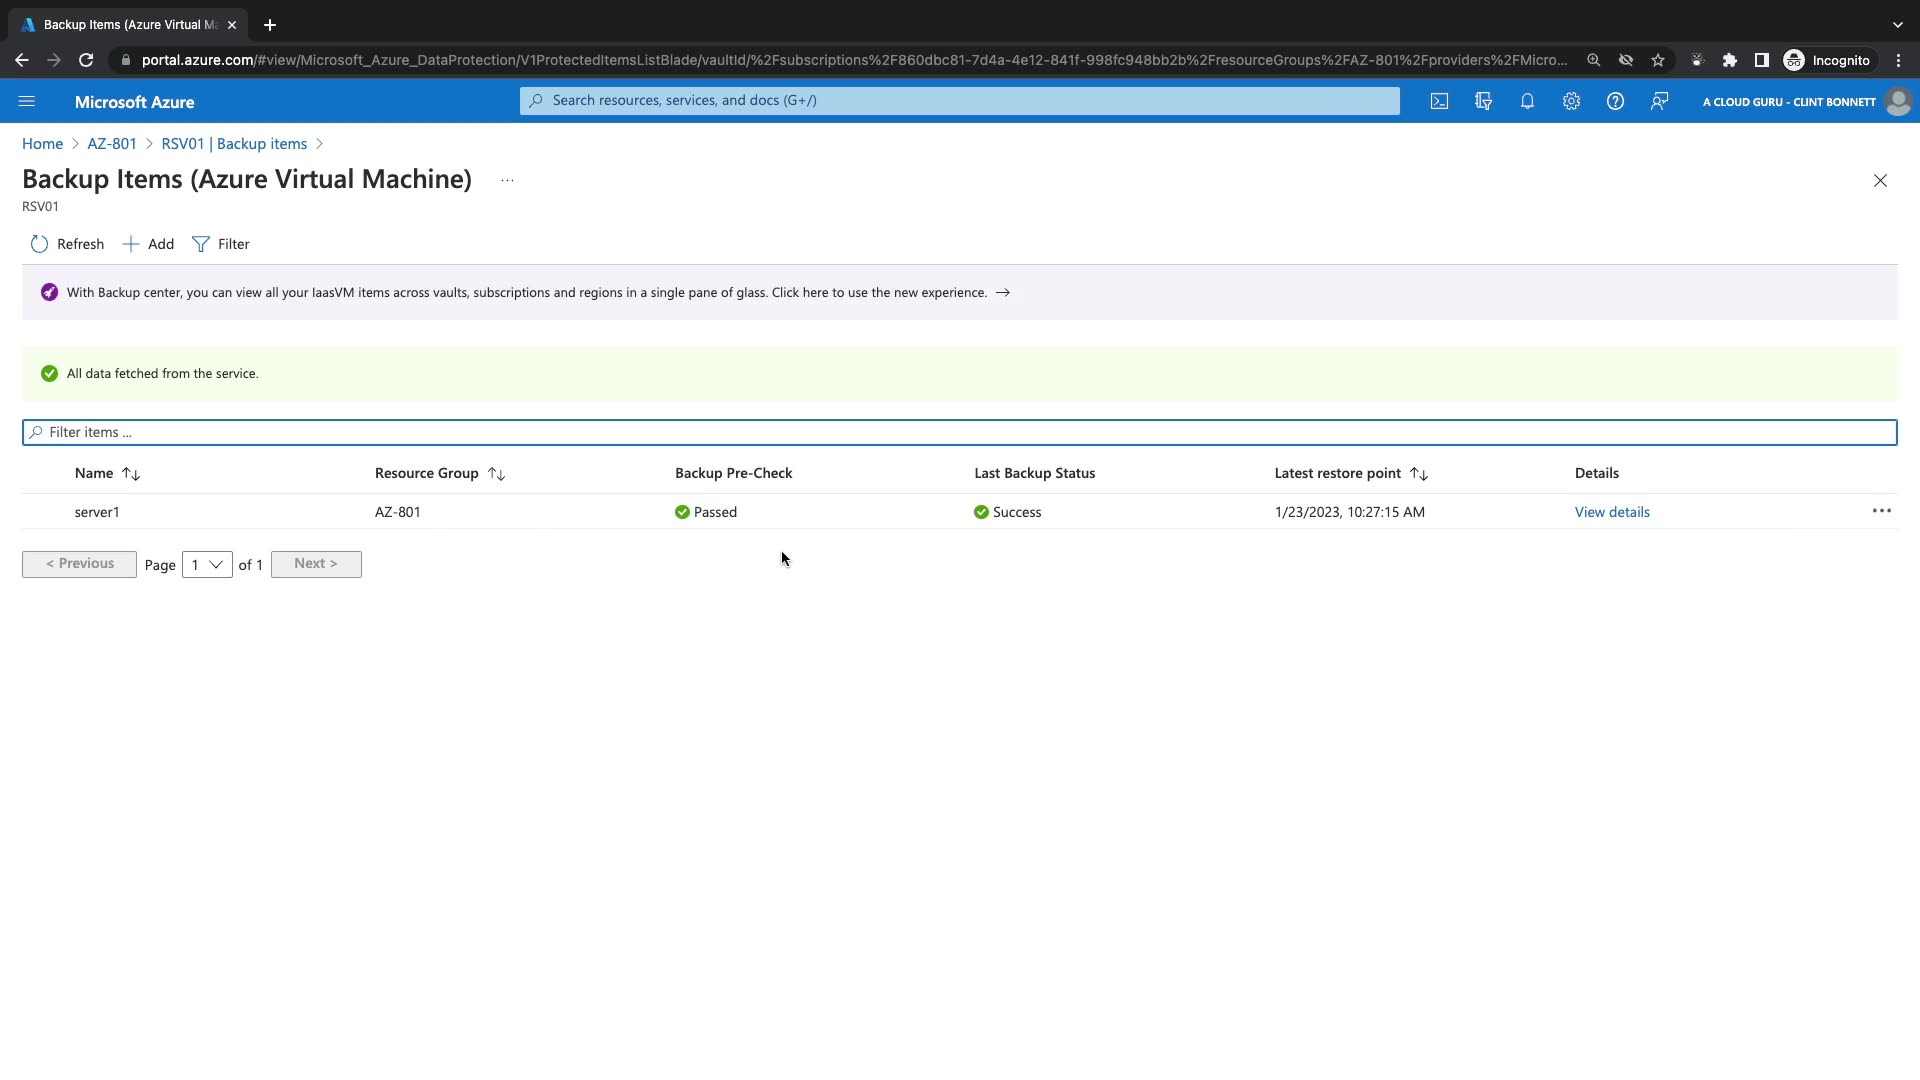 Backup Items (Azure Virtual Ma
portal.azure.com/#view/Microsoft_Azure_DataProtection/V1ProtectedItemsListBlade/vaultId/%2Fsubscriptions%2F860dbc81-7d4a-4e12-841f-998fc948bb2b%2FresourceGroups%2FAZ-801%2Fproviders%2FMicro...
Incognito
Microsoft Azure
Search resources, services, and docs (G+/)
A CLOUD GURU - CLINT BONNETT
Home > AZ-801 > RSV01 | Backup items >
Backup Items (Azure Virtual Machine) ...
RSV01
Refresh + Add Filter
With Backup center, you can view all your IaasVM items across vaults, subscriptions and regions in a single pane of glass. Click here to use the new experience. →
All data fetched from the service.
Filter items ...
Name ↑↓ Resource Group ↑↓ Backup Pre-Check Last Backup Status Latest restore point ↑↓ Details
server1 AZ-801 Passed Success 1/23/2023, 10:27:15 AM View details ...
< Previous Page 1 of 1 Next >